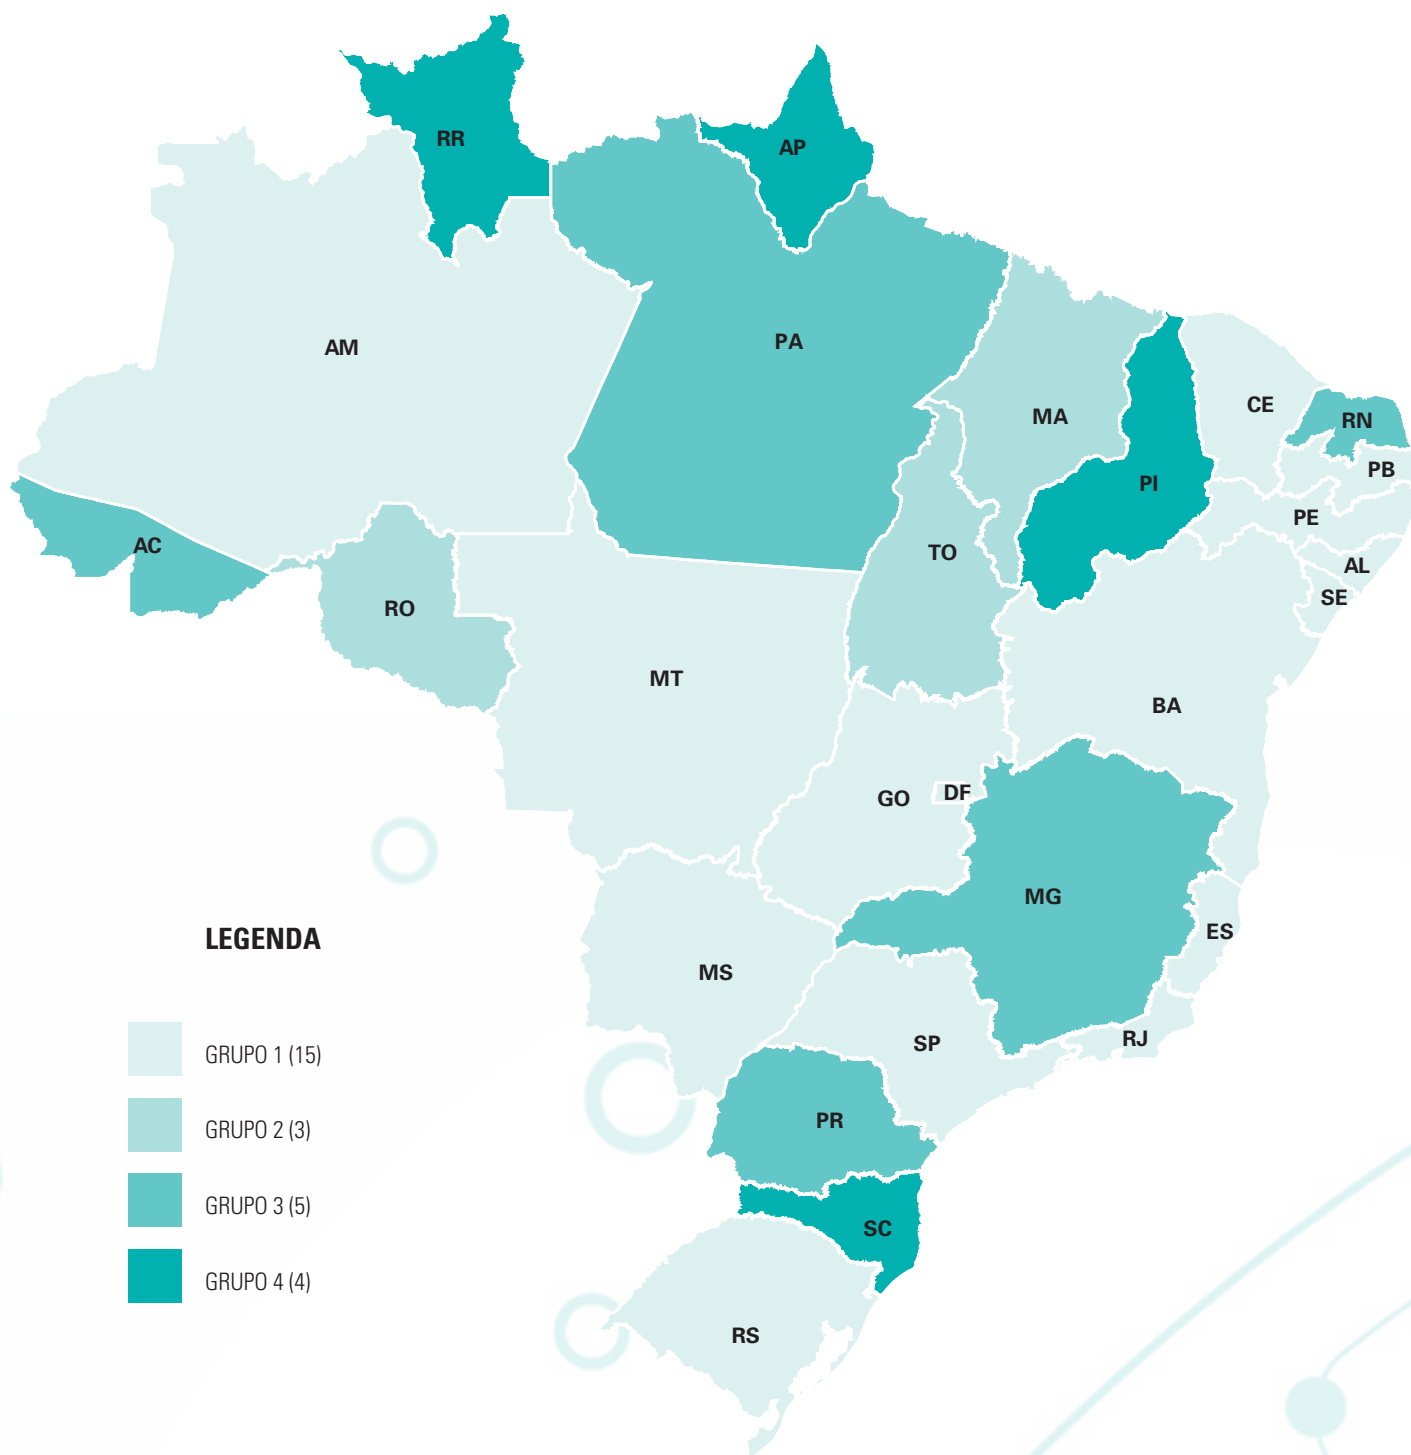 RR
AP
AM
PA
MA
CE
RN
PB
PI
PE
AC
TO
AL
SE
RO
MT
BA
GO
DF
MG
ES
LEGENDA
MS
RJ
SP
GRUPO 1 (15)
PR
GRUPO 2 (3)
GRUPO 3 (5)
SC
GRUPO 4 (4)
RS